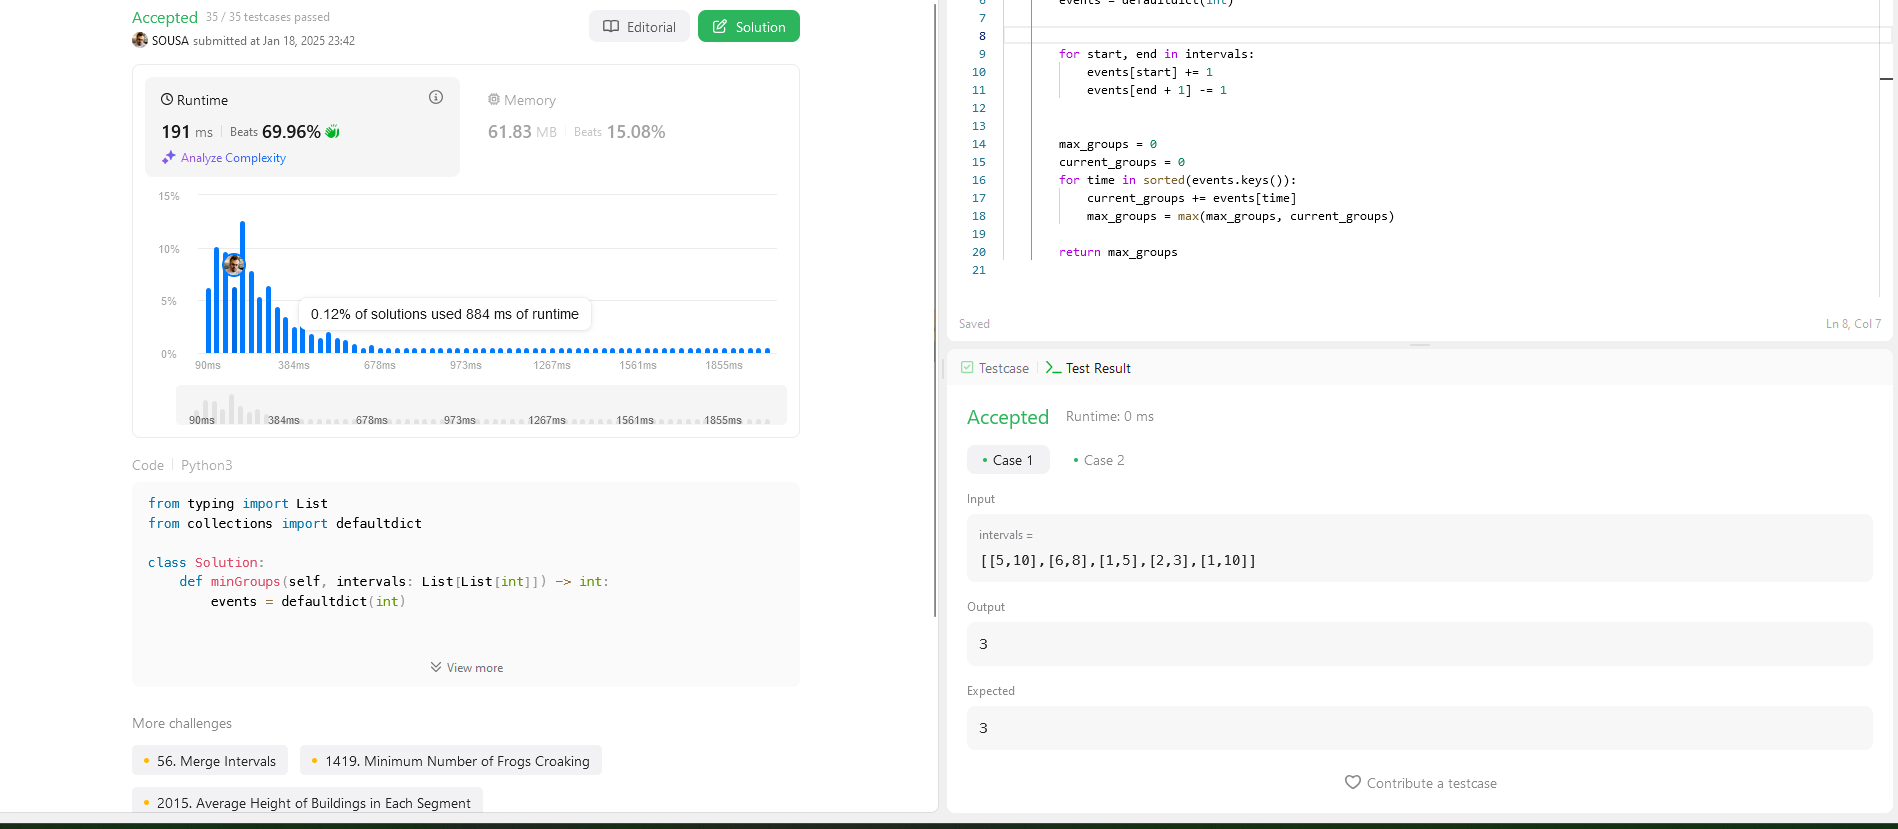 Accepted 35 / 35 testcases passed
SOUSA submitted at Jan 18, 2025 23:42
Editorial
Solution
Runtime
191 ms Beats 69.96%
Analyze Complexity
Memory
61.83 MB Beats 15.08%
15%
10%
5%
0%
0.12% of solutions used 884 ms of runtime
90ms 384ms 678ms 973ms 1267ms 1561ms 1855ms
90ms 384ms 678ms 973ms 1267ms 1561ms 1855ms
Code Python3
from typing import List
from collections import defaultdict
class Solution:
def minGroups(self, intervals: List[List[int]]) -> int:
events = defaultdict(int)
View more
More challenges
56. Merge Intervals
1419. Minimum Number of Frogs Croaking
2015. Average Height of Buildings in Each Segment
6 events = defaultdict(int)
7
8
9 for start, end in intervals:
10 events[start] += 1
11 events[end + 1] -= 1
12
13
14 max_groups = 0
15 current_groups = 0
16 for time in sorted(events.keys()):
17 current_groups += events[time]
18 max_groups = max(max_groups, current_groups)
19
20 return max_groups
21
Saved
Ln 8, Col 7
Testcase
Test Result
Accepted Runtime: 0 ms
Case 1
Case 2
Input
intervals =
[[5,10],[6,8],[1,5],[2,3],[1,10]]
Output
3
Expected
3
Contribute a testcase